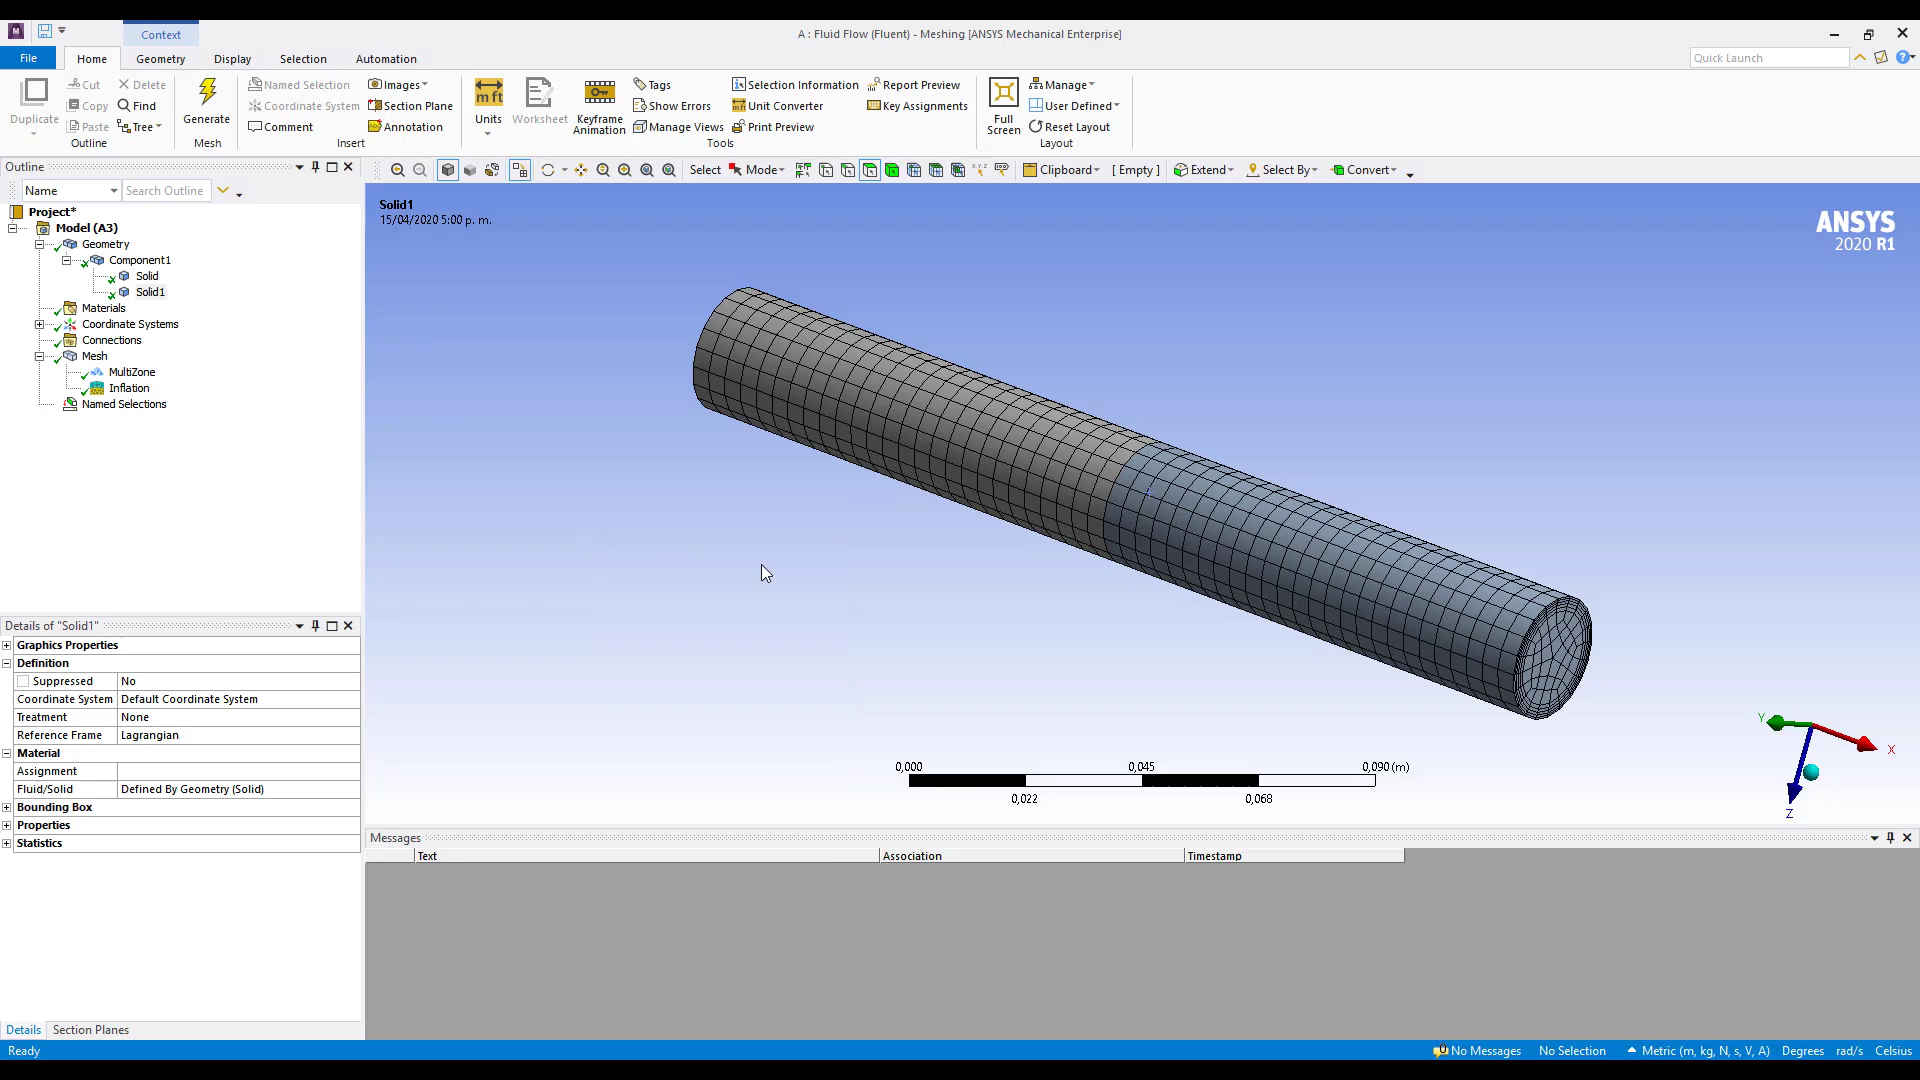 Context
A : Fluid Flow (Fluent) - Meshing [ANSYS Mechanical Enterprise]
File Home Geometry Display Selection Automation
Quick Launch
Duplicate
Cut Delete
Copy Find
Paste Tree
Outline
Generate
Mesh
Named Selection Images
Coordinate System Section Plane
Comment Annotation
Insert
Units
Worksheet
Keyframe
Animation
Tags
Show Errors
Manage Views
Selection Information
Unit Converter
Print Preview
Report Preview
Key Assignments
Tools
Full
Screen
Manage
User Defined
Reset Layout
Layout
Outline
Name Search Outline
Select Mode Clipboard [ Empty ] Extend Select By Convert
Project*
Model (A3)
Geometry
Component1
Solid
Solid1
Materials
Coordinate Systems
Connections
Mesh
MultiZone
Inflation
Named Selections
Solid1
15/04/2020 5:00 p. m.
ANSYS
2020 R1
0,000 0,045 0,090 (m)
0,022 0,068
Y
X
Z
Details of "Solid1"
Graphics Properties
Definition
Suppressed No
Coordinate System Default Coordinate System
Treatment None
Reference Frame Lagrangian
Material
Assignment
Fluid/Solid Defined By Geometry (Solid)
Bounding Box
Properties
Statistics
Messages
Text Association Timestamp
Details Section Planes
Ready
No Messages No Selection Metric (m, kg, N, s, V, A) Degrees rad/s Celsius